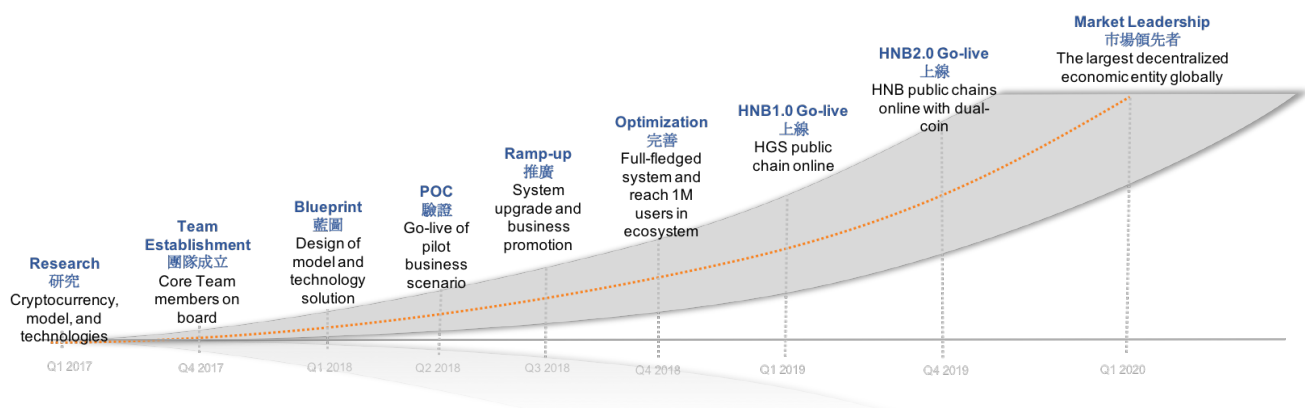 Research
研究
Cryptocurrency,
model, and
technologies
Team
Establishment
團隊成立
Core Team
members on
board
Blueprint
藍圖
Design of
model and
technology
solution
POC
驗證
Go-live of
pilot
business
scenario
Ramp-up
推廣
System
upgrade and
business
promotion
Optimization
完善
Full-fledged
system and
reach 1M
users in
ecosystem
HNB1.0 Go-live
上線
HGS public
chain online
HNB2.0 Go-live
上線
HNB public chains
online with dual-
coin
Market Leadership
市場領先者
The largest decentralized
economic entity globally
Q1 2017
Q4 2017
Q1 2018
Q2 2018
Q3 2018
Q4 2018
Q1 2019
Q4 2019
Q1 2020